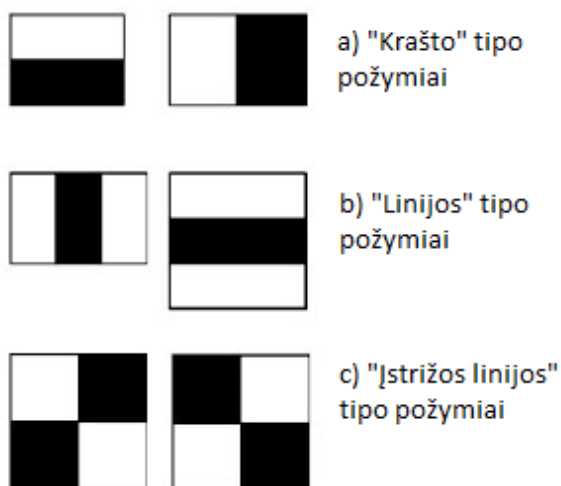 a) "Krašto" tipo
požymiai
b) "Linijos" tipo
požymiai
c) "Įstrižos linijos"
tipo požymiai